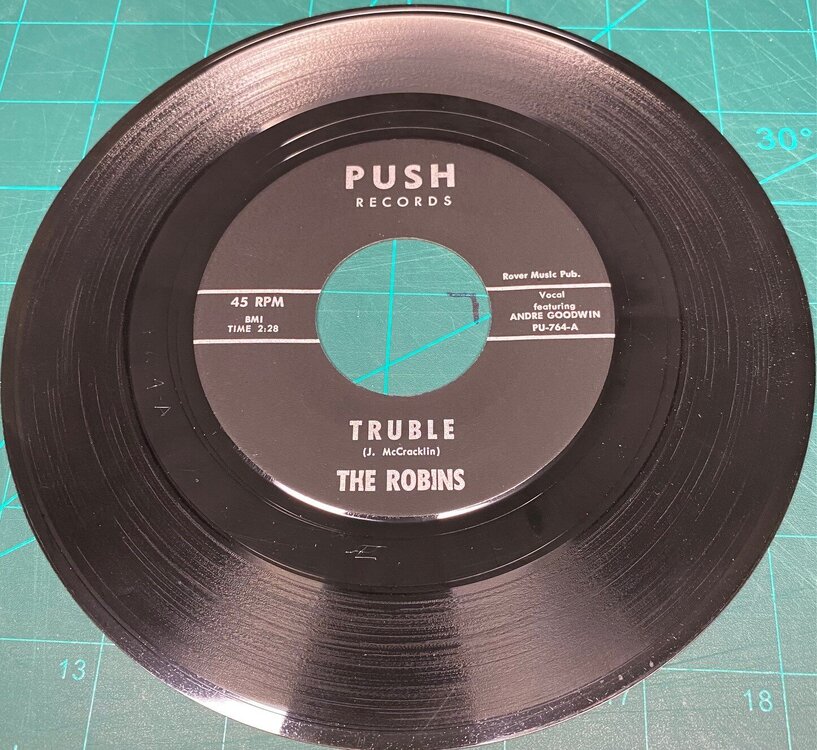 30°
PUSH
RECORDS
Rover Music Pub.
45 RPM
BMI
TIME 2:28
Vocal
featuring
ANDRE GOODWIN
PU-764-A
TRUBLE
(J. McCracklin)
THE ROBINS
13
17
18